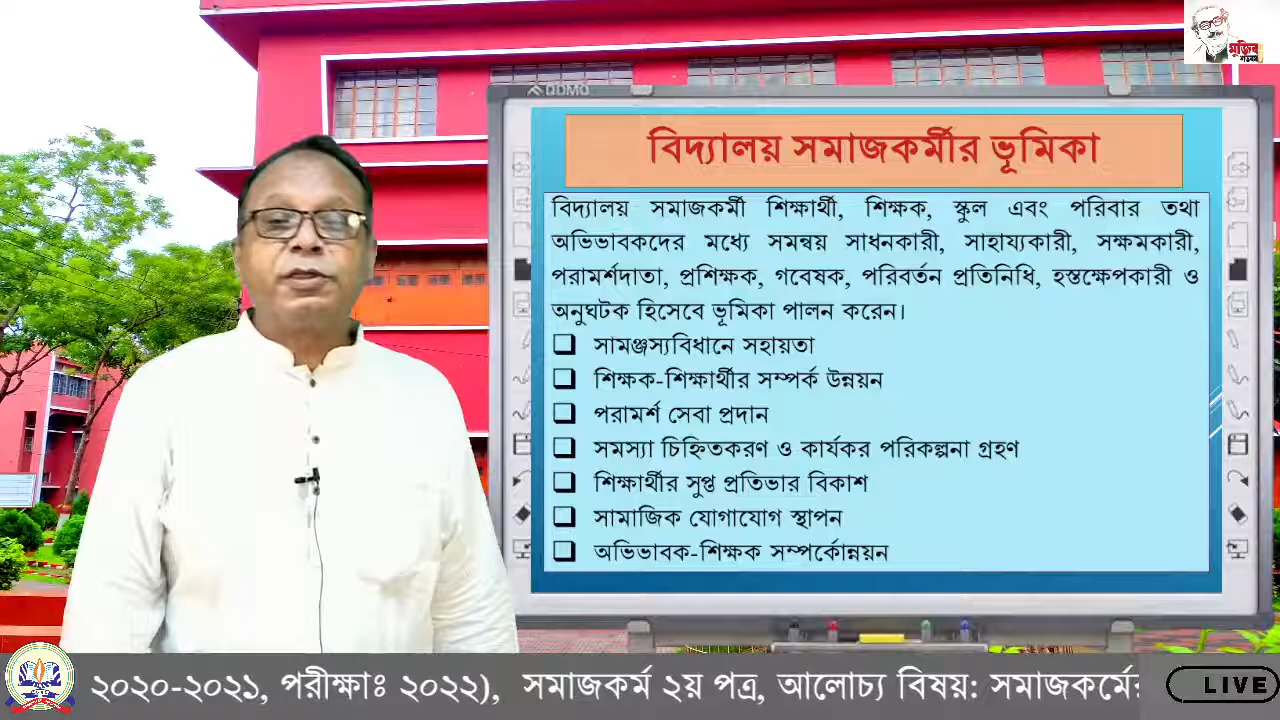 মুজিব
QOMO
বিদ্যালয় সমাজকর্মীর ভূমিকা
বিদ্যালয় সমাজকর্মী শিক্ষার্থী, শিক্ষক, স্কুল এবং পরিবার তথা
অভিভাবকদের মধ্যে সমন্বয় সাধনকারী, সাহায্যকারী, সক্ষমকারী,
পরামর্শদাতা, প্রশিক্ষক, গবেষক, পরিবর্তন প্রতিনিধি, হস্তক্ষেপকারী ও
অনুঘটক হিসেবে ভূমিকা পালন করেন।
সামঞ্জস্যবিধানে সহায়তা
শিক্ষক-শিক্ষার্থীর সম্পর্ক উন্নয়ন
পরামর্শ সেবা প্রদান
সমস্যা চিহ্নিতকরণ ও কার্যকর পরিকল্পনা গ্রহণ
শিক্ষার্থীর সুপ্ত প্রতিভার বিকাশ
সামাজিক যোগাযোগ স্থাপন
অভিভাবক-শিক্ষক সম্পর্কোন্নয়ন
২০২০-২০২১, পরীক্ষাঃ ২০২২), সমাজকর্ম ২য় পত্র, আলোচ্য বিষয়: সমাজকর্মের
LIVE